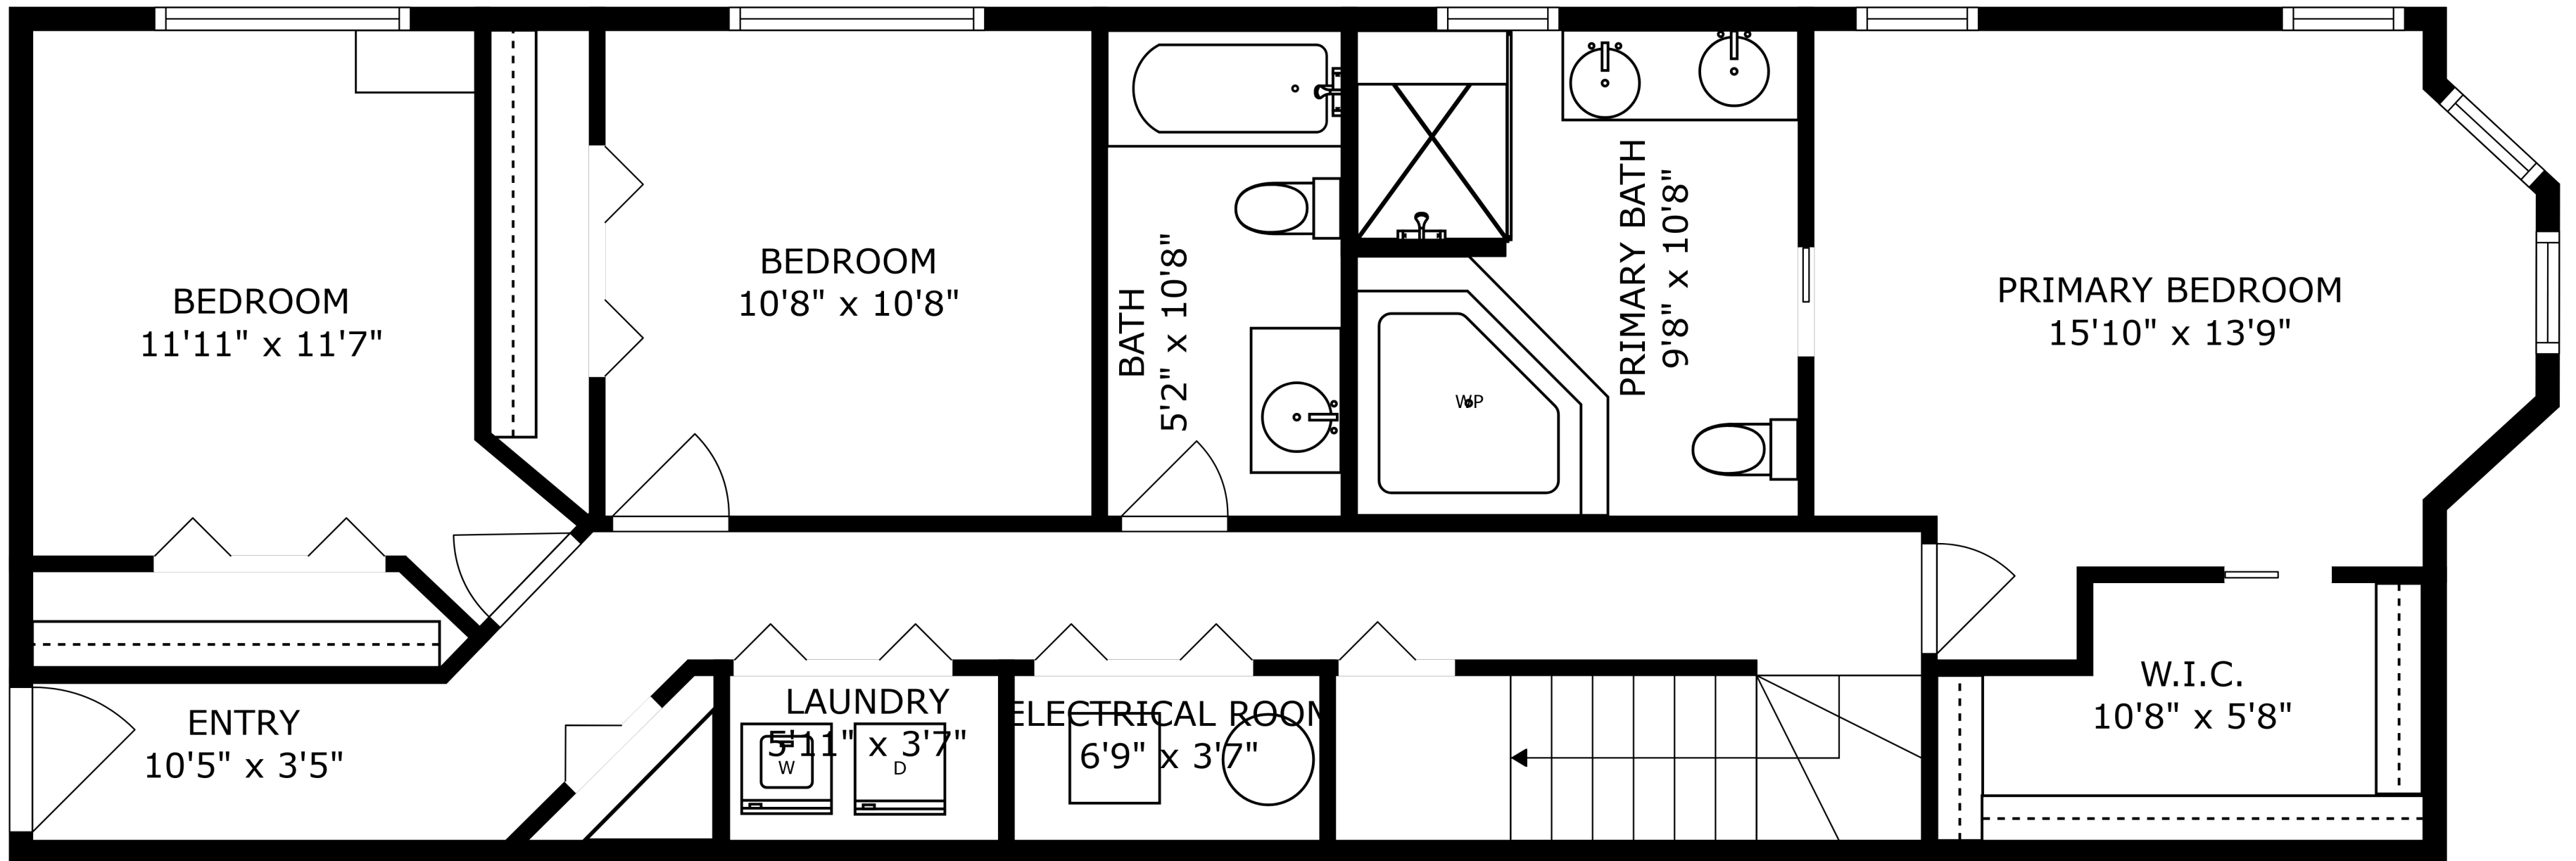 BEDROOM
11'11" x 11'7"
BEDROOM
10'8" x 10'8"
BATH
5'2" x 10'8"
PRIMARY BATH
9'8" x 10'8"
WP
PRIMARY BEDROOM
15'10" x 13'9"
ENTRY
10'5" x 3'5"
LAUNDRY
5'11" x 3'7"
W
D
ELECTRICAL ROOM
6'9" x 3'7"
W.I.C.
10'8" x 5'8"